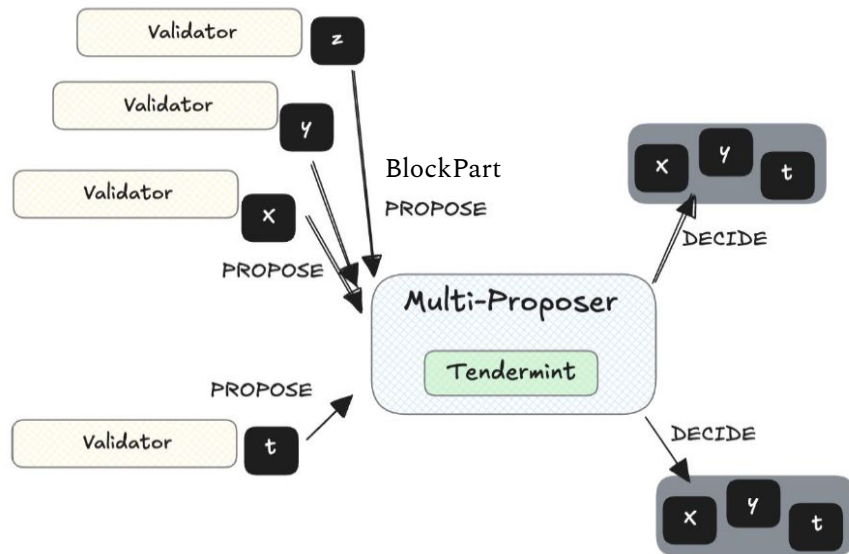 Validator
z
Validator
y
BlockPart
Validator
x
PROPOSE
PROPOSE
Multi-Proposer
Tendermint
PROPOSE
Validator
t
x
y
t
DECIDE
DECIDE
x
y
t